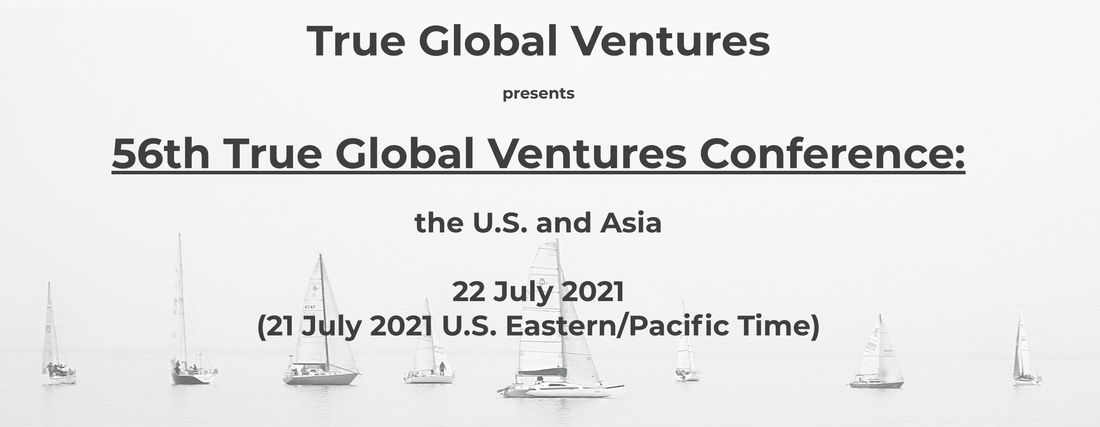 True Global Ventures
presents
56th True Global Ventures Conference:
the U.S. and Asia
22 July 2021
(21 July 2021 U.S. Eastern/Pacific Time)